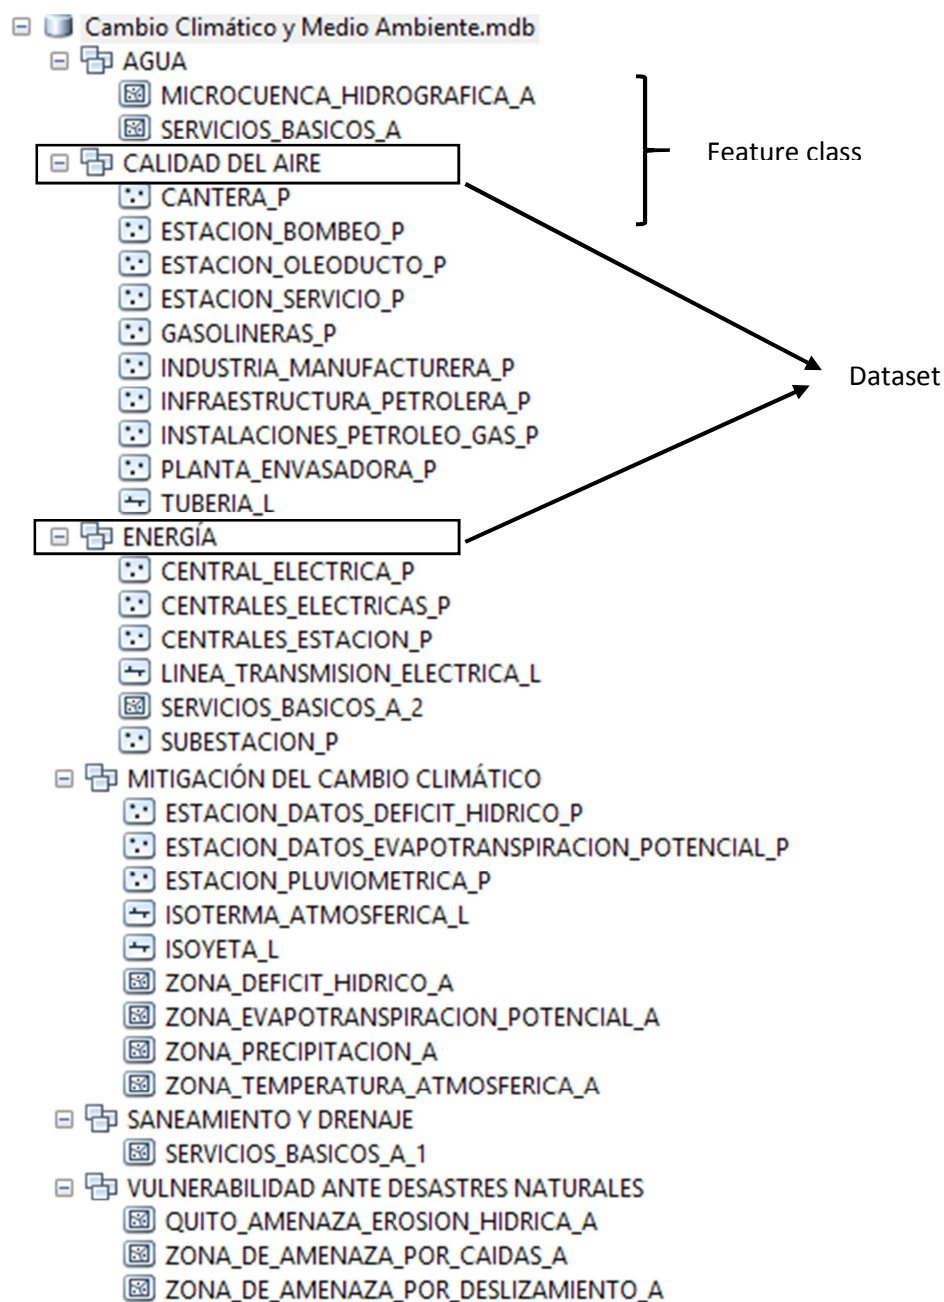 Cambio Climático y Medio Ambiente.mdb
AGUA
MICROCUENCA_HIDROGRAFICA_A
SERVICIOS_BASICOS_A
Feature class
CALIDAD DEL AIRE
CANTERA_P
ESTACION_BOMBEO_P
ESTACION_OLEODUCTO_P
ESTACION_SERVICIO_P
GASOLINERAS_P
INDUSTRIA_MANUFACTURERA_P
Dataset
INFRAESTRUCTURA_PETROLERA_P
INSTALACIONES_PETROLEO_GAS_P
PLANTA_ENVASADORA_P
TUBERIA_L
ENERGÍA
CENTRAL_ELECTRICA_P
CENTRALES_ELECTRICAS_P
CENTRALES_ESTACION_P
LINEA_TRANSMISION_ELECTRICA_L
SERVICIOS_BASICOS_A_2
SUBESTACION_P
MITIGACIÓN DEL CAMBIO CLIMÁTICO
ESTACION_DATOS_DEFICIT_HIDRICO_P
ESTACION_DATOS_EVAPOTRANSPIRACION_POTENCIAL_P
ESTACION_PLUVIOMETRICA_P
ISOTERMA_ATMOSFERICA_L
ISOYETA_L
ZONA_DEFICIT_HIDRICO_A
ZONA_EVAPOTRANSPIRACION_POTENCIAL_A
ZONA_PRECIPITACION_A
ZONA_TEMPERATURA_ATMOSFERICA_A
SANEAMIENTO Y DRENAJE
SERVICIOS_BASICOS_A_1
VULNERABILIDAD ANTE DESASTRES NATURALES
QUITO_AMENAZA_EROSION_HIDRICA_A
ZONA_DE_AMENAZA_POR_CAIDAS_A
ZONA_DE_AMENAZA_POR_DESLIZAMIENTO_A